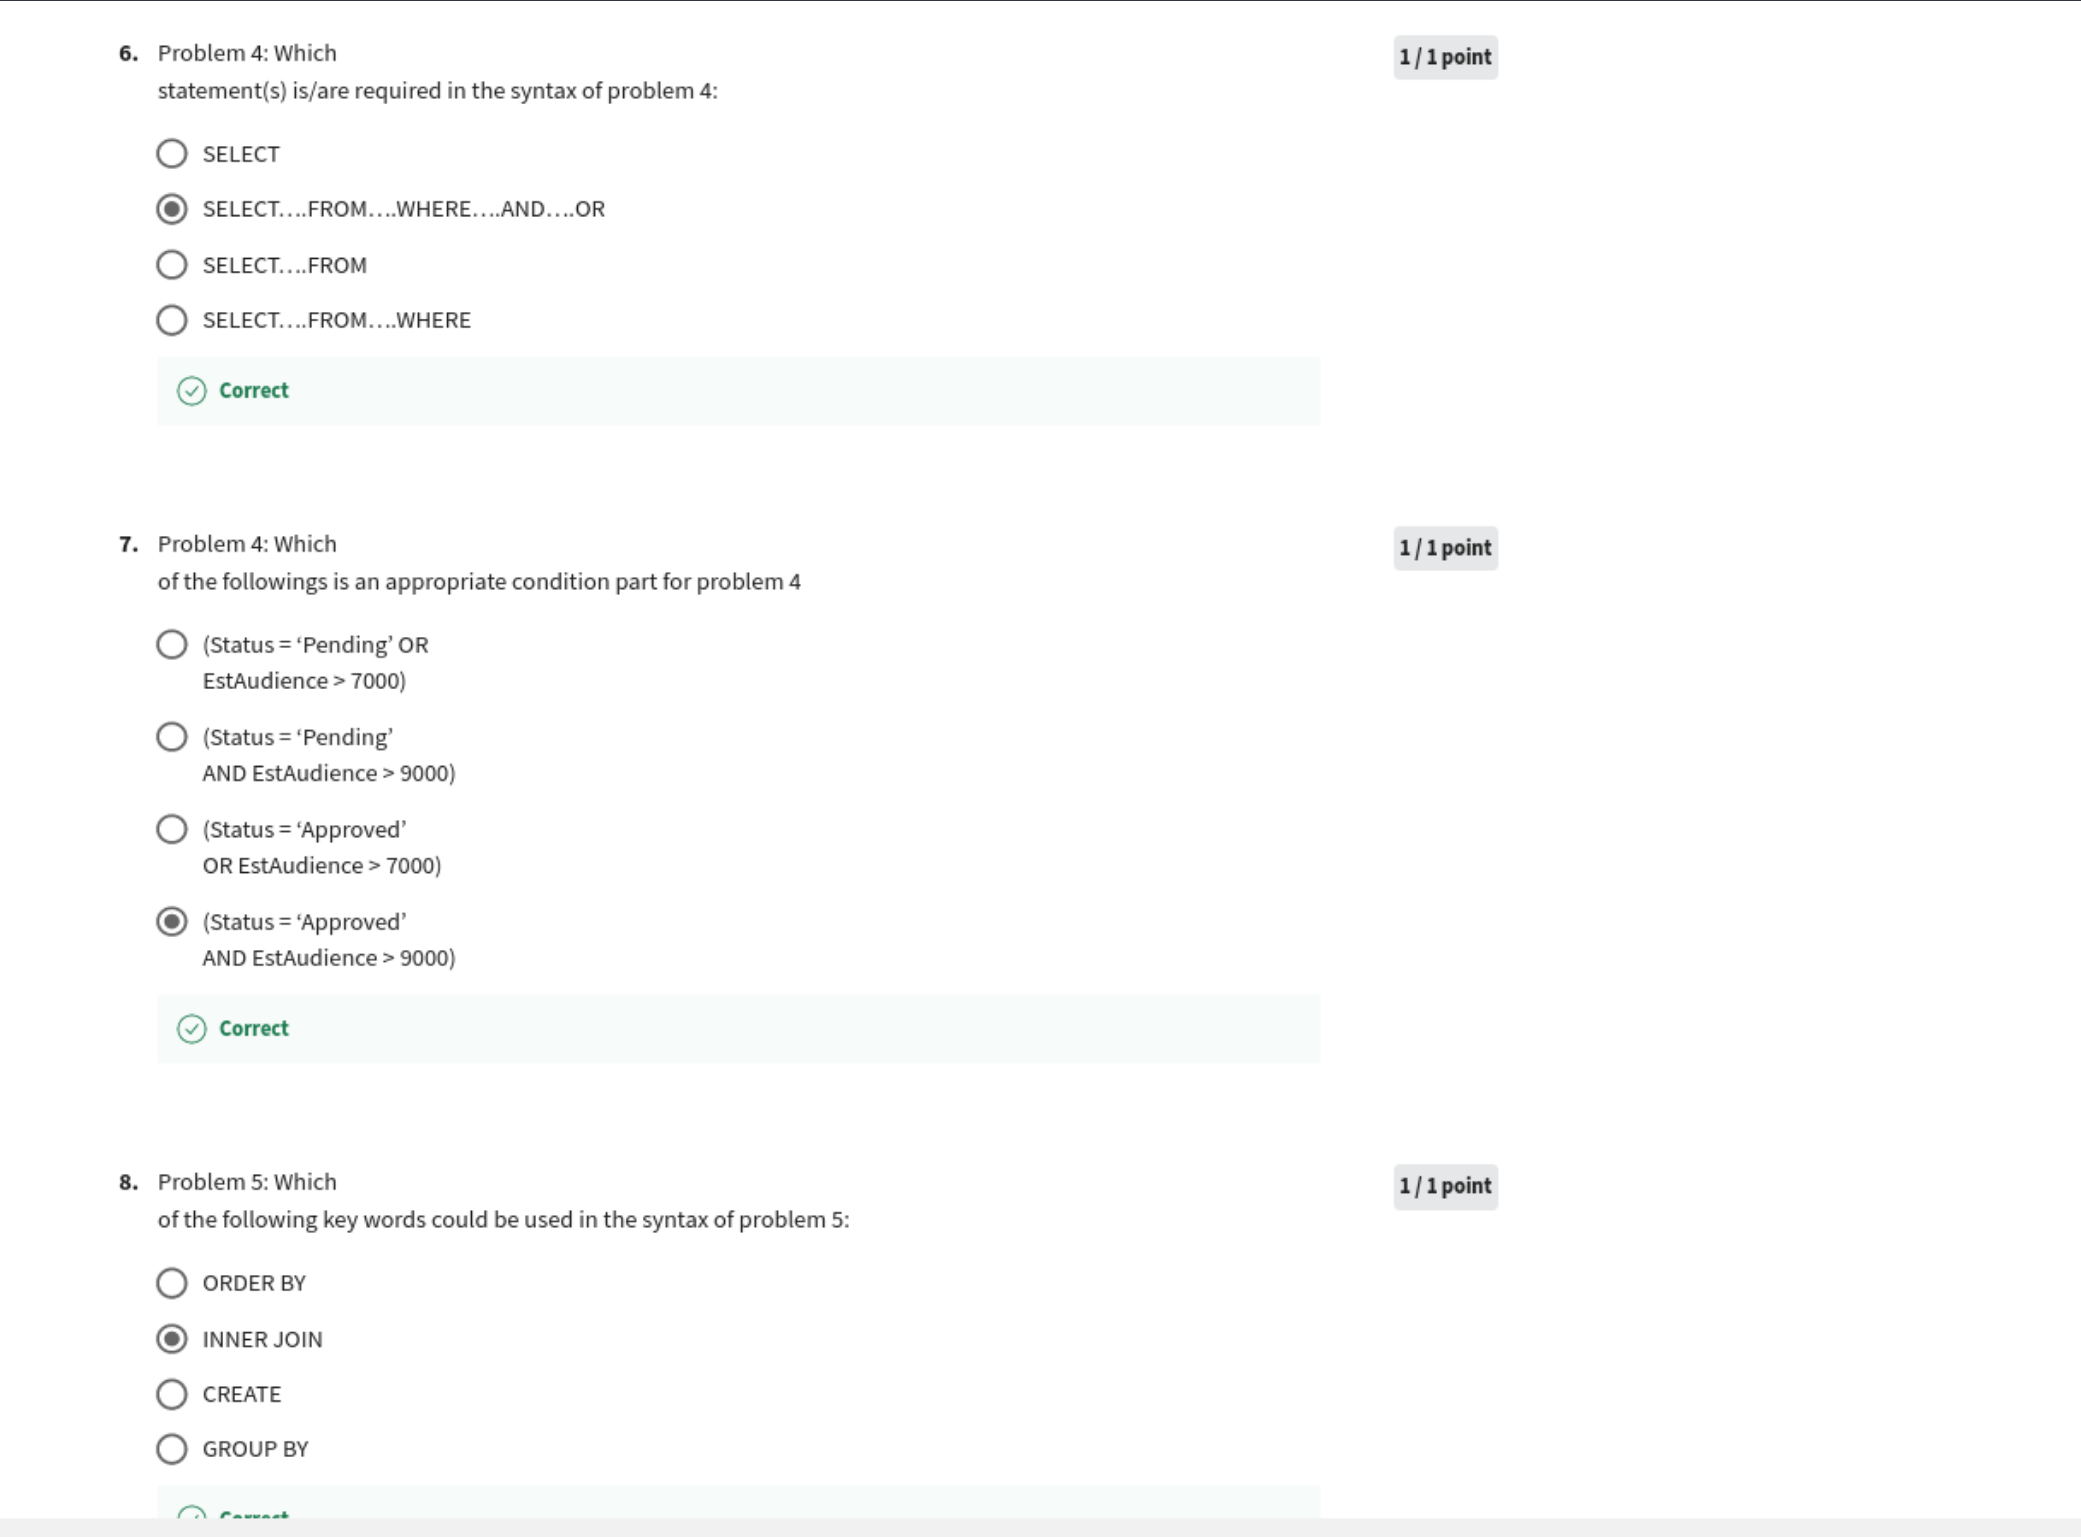 6. Problem 4: Which
1 / 1 point
statement(s) is/are required in the syntax of problem 4:
SELECT
SELECT….FROM….WHERE….AND….OR
SELECT….FROM
SELECT….FROM….WHERE
Correct
7. Problem 4: Which
1 / 1 point
of the followings is an appropriate condition part for problem 4
(Status = ‘Pending’ OR
EstAudience > 7000)
(Status = ‘Pending’
AND EstAudience > 9000)
(Status = ‘Approved’
OR EstAudience > 7000)
(Status = ‘Approved’
AND EstAudience > 9000)
Correct
8. Problem 5: Which
1 / 1 point
of the following key words could be used in the syntax of problem 5:
ORDER BY
INNER JOIN
CREATE
GROUP BY
Correct